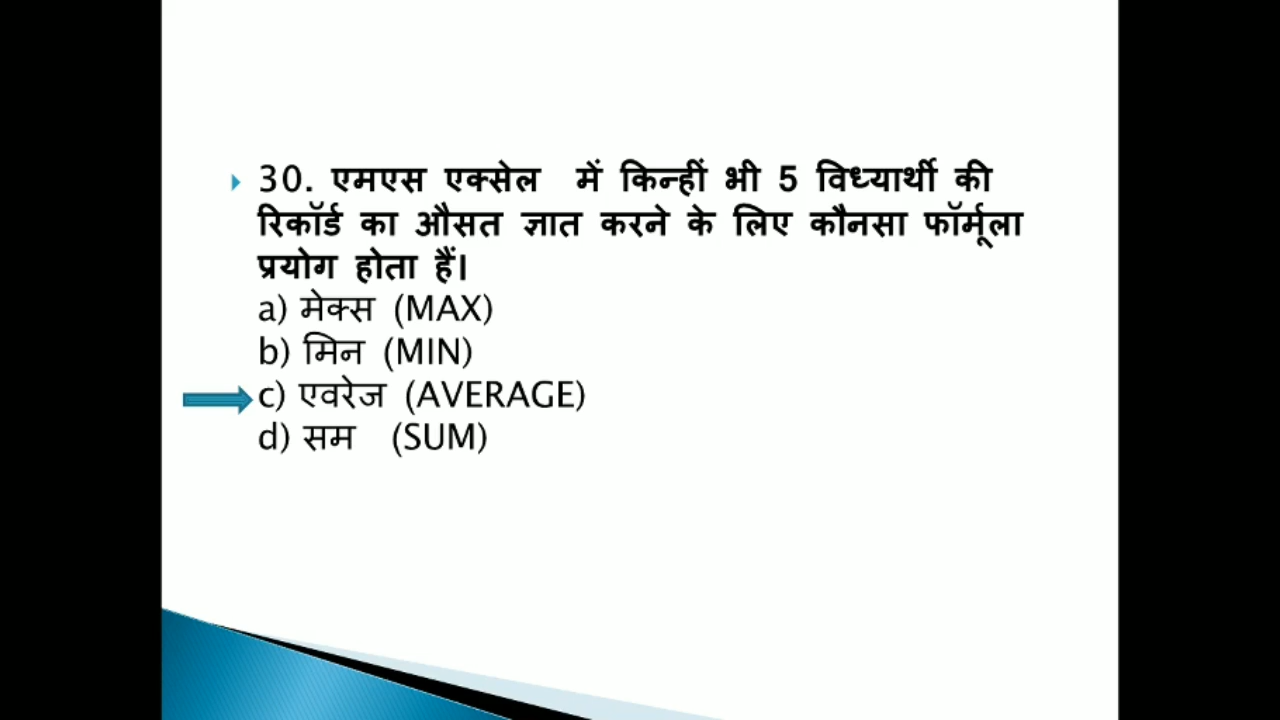 30. एमएस एक्सेल में किन्हीं भी 5 विध्यार्थी की
रिकॉर्ड का औसत ज्ञात करने के लिए कौनसा फॉर्मूला
प्रयोग होता हैं।
a) मेक्स (MAX)
b) मिन (MIN)
c) एवरेज (AVERAGE)
d) सम (SUM)